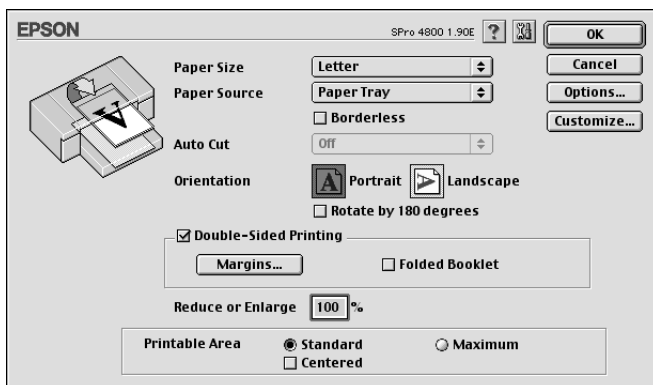 EPSON
SPro 4800 1.90E ?
OK
Paper Size Letter
Cancel
Paper Source Paper Tray
Options...
Borderless
Customize...
Auto Cut Off
Orientation A Portrait A Landscape
Rotate by 180 degrees
Double-Sided Printing
Margins... Folded Booklet
Reduce or Enlarge 100 %
Printable Area Standard Maximum
Centered